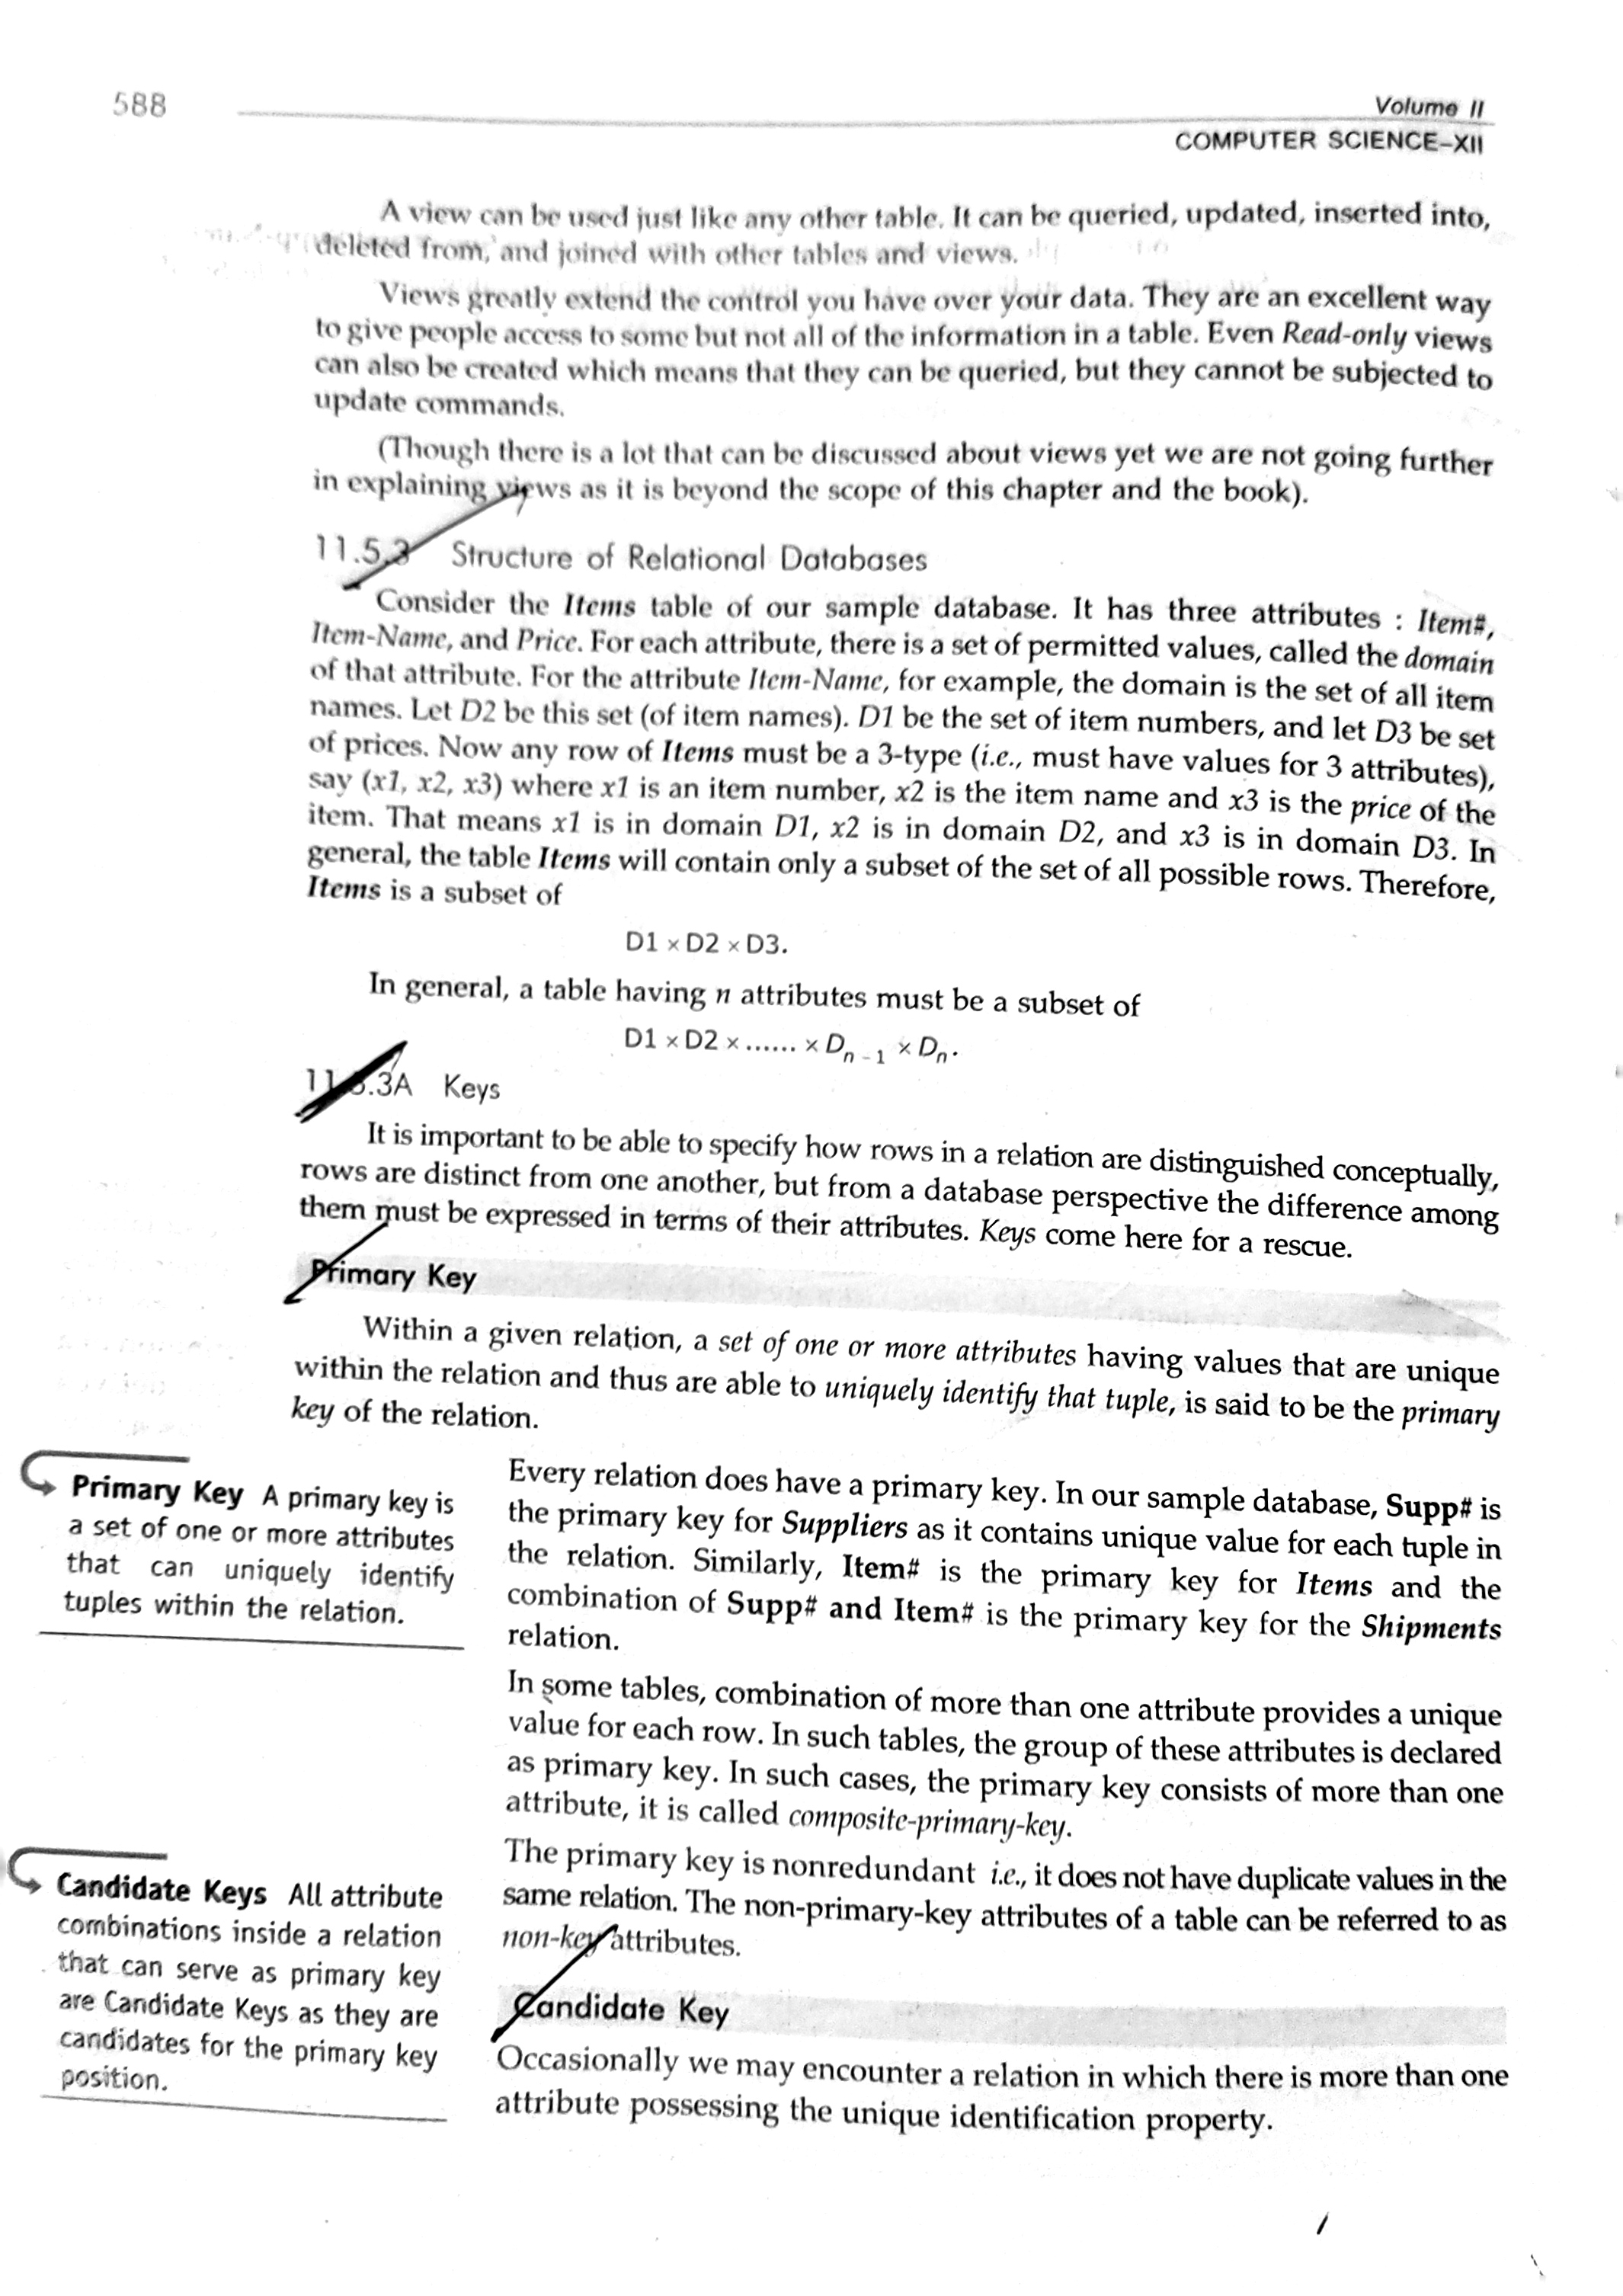 588
Volume II
COMPUTER SCIENCE–XII
A view can be used just like any other table. It can be queried, updated, inserted into,
deleted from, and joined with other tables and views.
Views greatly extend the control you have over your data. They are an excellent way
to give people access to some but not all of the information in a table. Even Read-only views
can also be created which means that they can be queried, but they cannot be subjected to
update commands.
(Though there is a lot that can be discussed about views yet we are not going further
in explaining views as it is beyond the scope of this chapter and the book).
11.5.3 Structure of Relational Databases
Consider the Items table of our sample database. It has three attributes : Item#,
Item-Name, and Price. For each attribute, there is a set of permitted values, called the domain
of that attribute. For the attribute Item-Name, for example, the domain is the set of all item
names. Let D2 be this set (of item names). D1 be the set of item numbers, and let D3 be set
of prices. Now any row of Items must be a 3-type (i.e., must have values for 3 attributes),
say (x1, x2, x3) where x1 is an item number, x2 is the item name and x3 is the price of the
item. That means x1 is in domain D1, x2 is in domain D2, and x3 is in domain D3. In
general, the table Items will contain only a subset of the set of all possible rows. Therefore,
Items is a subset of
D1 × D2 × D3.
In general, a table having n attributes must be a subset of
D1 × D2 × ...... × Dn – 1 × Dn.
11.5.3A Keys
It is important to be able to specify how rows in a relation are distinguished conceptually,
rows are distinct from one another, but from a database perspective the difference among
them must be expressed in terms of their attributes. Keys come here for a rescue.
Primary Key
Within a given relation, a set of one or more attributes having values that are unique
within the relation and thus are able to uniquely identify that tuple, is said to be the primary
key of the relation.
Primary Key A primary key is
a set of one or more attributes
that can uniquely identify
tuples within the relation.
Every relation does have a primary key. In our sample database, Supp# is
the primary key for Suppliers as it contains unique value for each tuple in
the relation. Similarly, Item# is the primary key for Items and the
combination of Supp# and Item# is the primary key for the Shipments
relation.
In some tables, combination of more than one attribute provides a unique
value for each row. In such tables, the group of these attributes is declared
as primary key. In such cases, the primary key consists of more than one
attribute, it is called composite-primary-key.
The primary key is nonredundant i.e., it does not have duplicate values in the
same relation. The non-primary-key attributes of a table can be referred to as
non-key attributes.
Candidate Keys All attribute
combinations inside a relation
that can serve as primary key
are Candidate Keys as they are
candidates for the primary key
position.
Candidate Key
Occasionally we may encounter a relation in which there is more than one
attribute possessing the unique identification property.